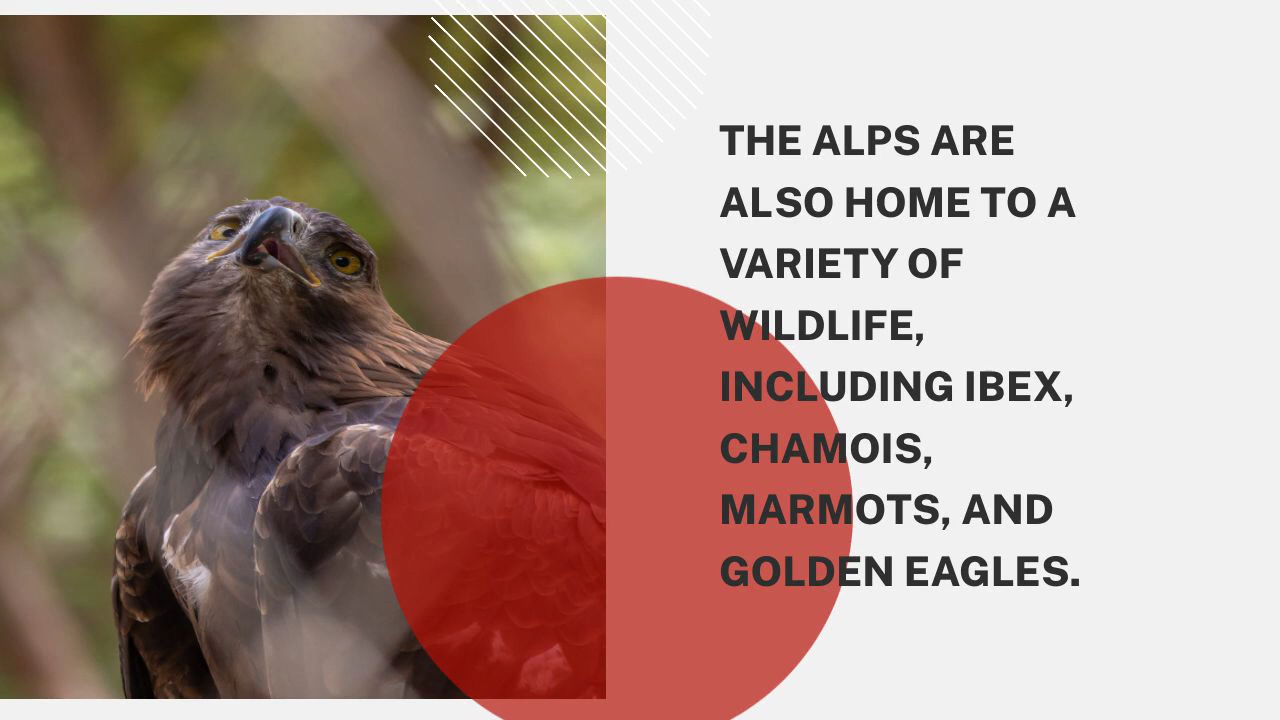 THE ALPS ARE
ALSO HOME TO A
VARIETY OF
WILDLIFE,
INCLUDING IBEX,
CHAMOIS,
MARMOTS, AND
GOLDEN EAGLES.